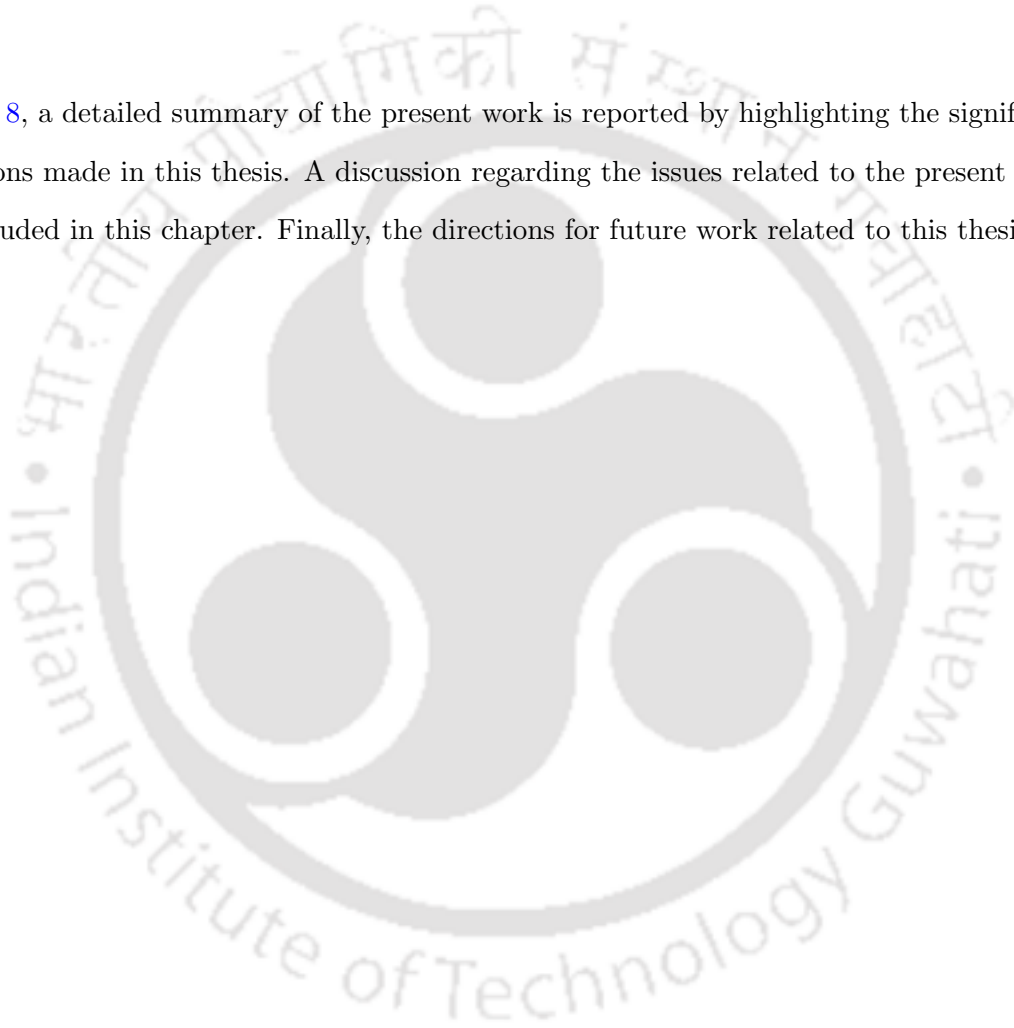 8, a detailed summary of the present work is reported by highlighting the signif
ons made in this thesis. A discussion regarding the issues related to the present
uded in this chapter. Finally, the directions for future work related to this thesi
भारतीय प्रौद्योगिकी संस्थान गुवाहाटी
• Indian Institute of Technology Guwahati •